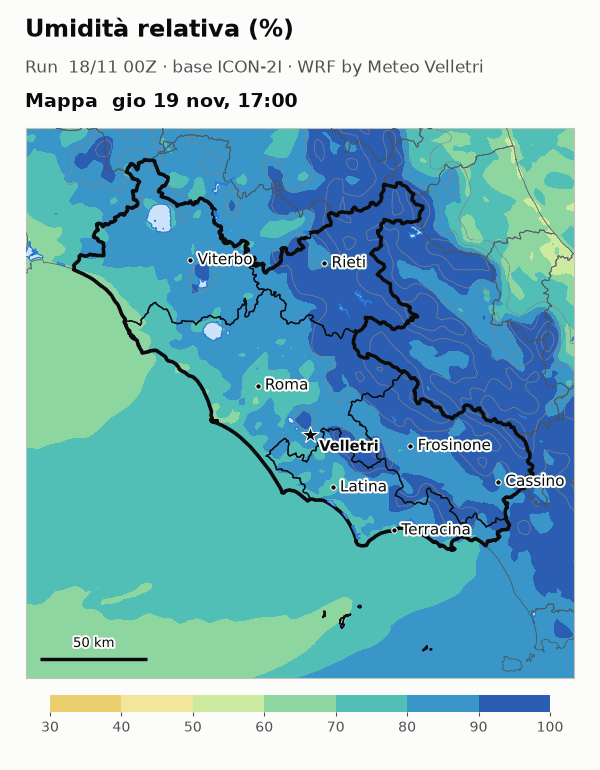 Umidità relativa (%)
Run  18/11 00Z · base ICON-2I · WRF by Meteo Velletri
Mappa  gio 19 nov, 17:00
Viterbo
Rieti
Roma
Velletri
Frosinone
Cassino
Latina
Terracina
50 km
30 40 50 60 70 80 90 100